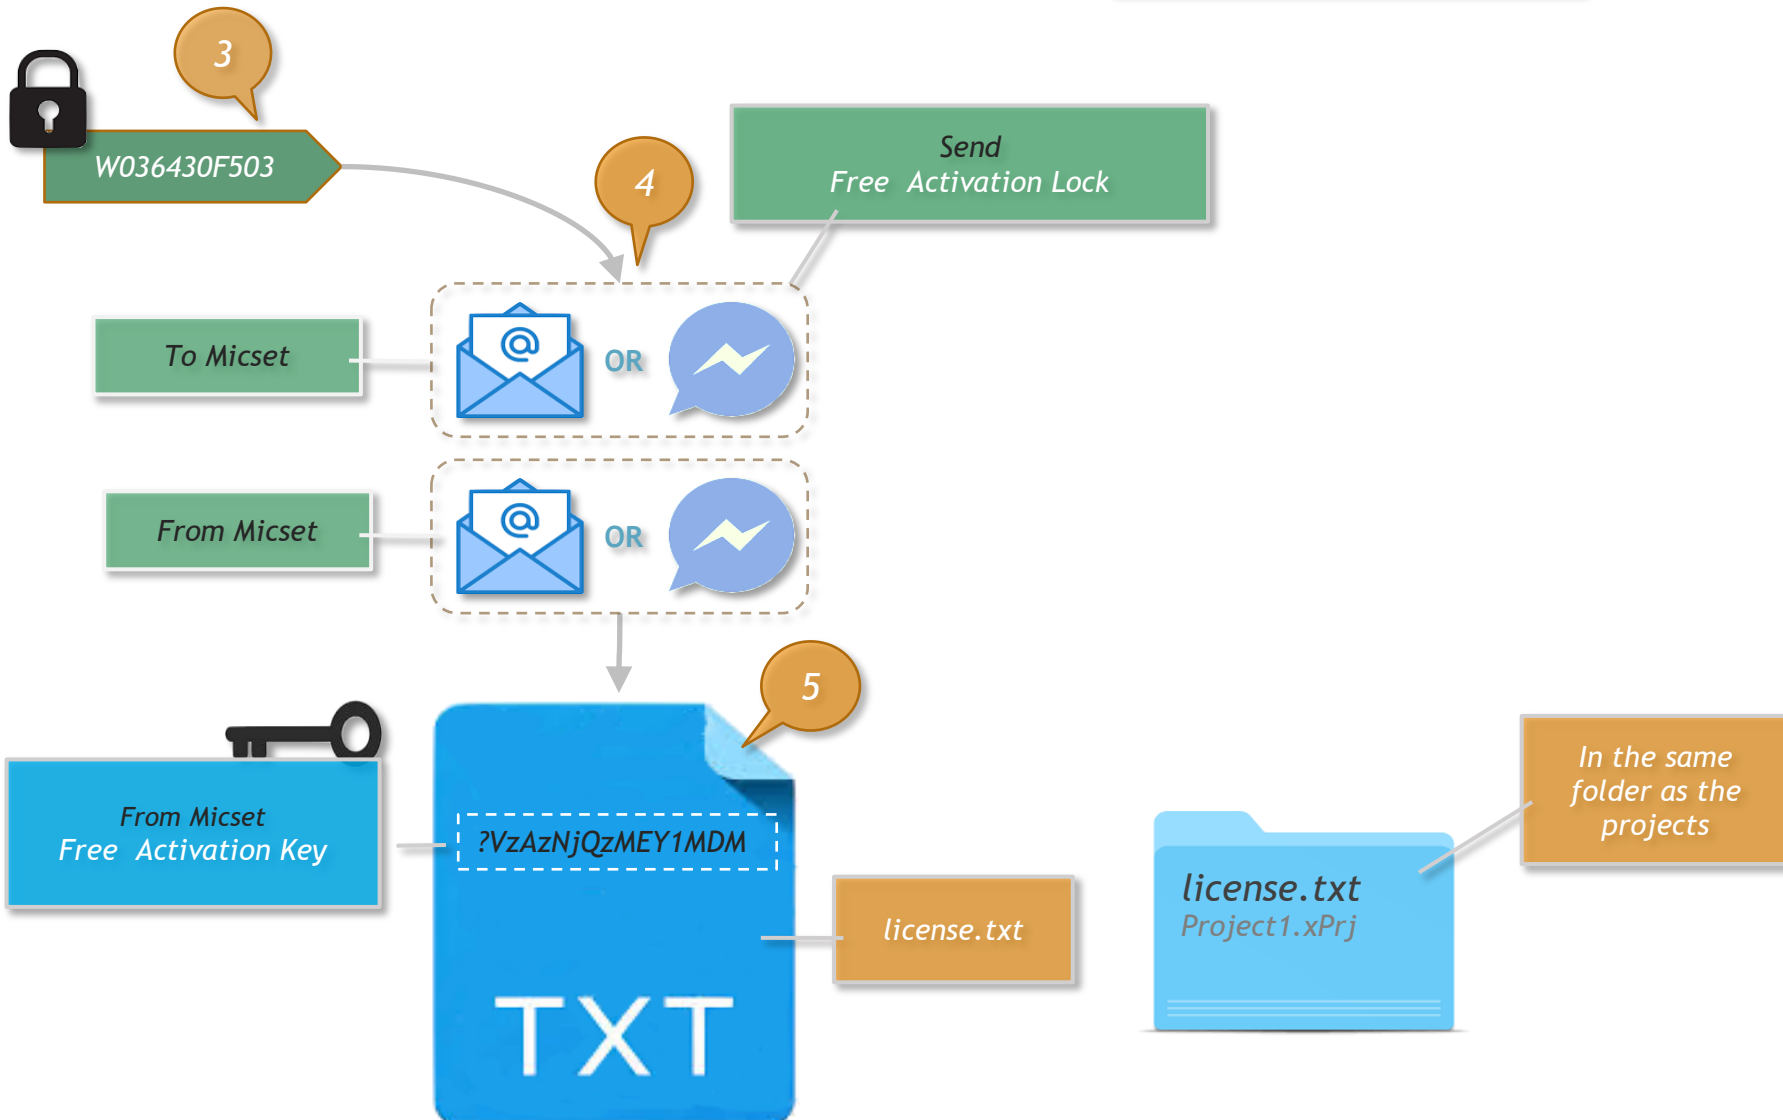 3
W036430F503
4
Send
Free Activation Lock
To Micset
@
OR
From Micset
@
OR
5
From Micset
Free Activation Key
?VzAzNjQzMEY1MDM
license.txt
TXT
In the same
folder as the
projects
license.txt
Project1.xPrj